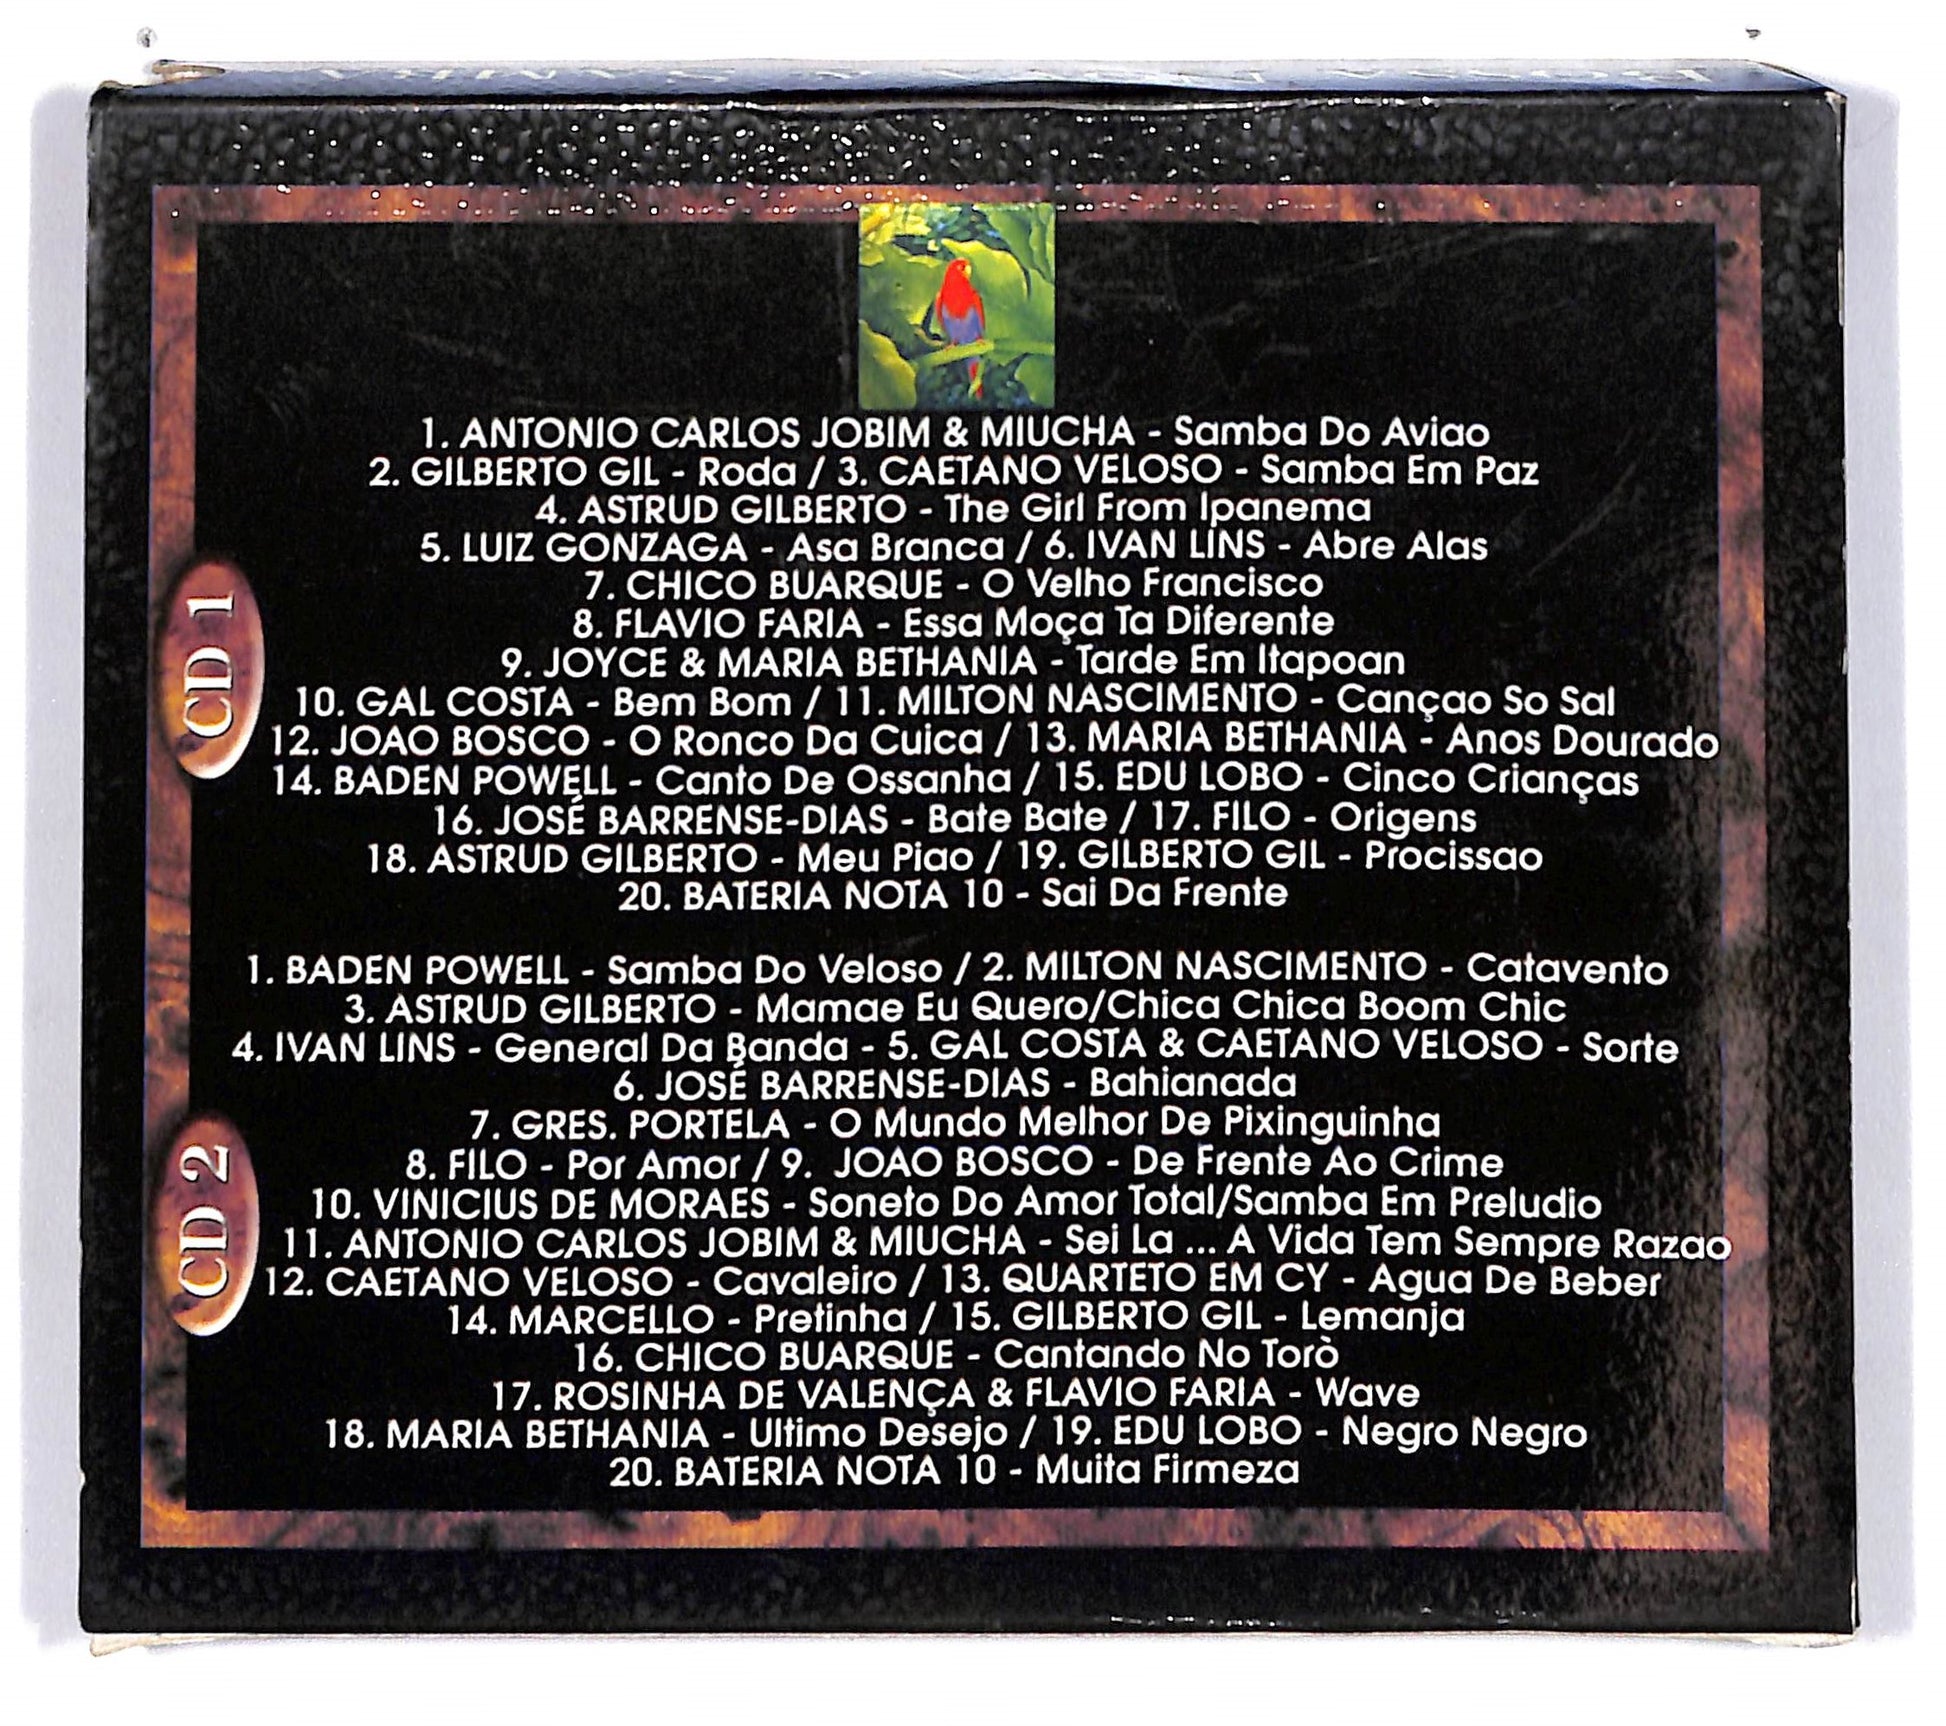 BOSSA NOVA & SAMBA
1. ANTONIO CARLOS JOBIM & MIUCHA - Samba Do Aviao
2. GILBERTO GIL - Roda / 3. CAETANO VELOSO - Samba Em Paz
4. ASTRUD GILBERTO - The Girl From Ipanema
5. LUIZ GONZAGA - Asa Branca / 6. IVAN LINS - Abre Alas
7. CHICO BUARQUE - O Velho Francisco
8. FLAVIO FARIA - Essa Moça Ta Diferente
9. JOYCE & MARIA BETHANIA - Tarde Em Itapoan
10. GAL COSTA - Bem Bom / 11. MILTON NASCIMENTO - Cançao So Sal
12. JOAO BOSCO - O Ronco Da Cuica / 13. MARIA BETHANIA - Anos Dourado
14. BADEN POWELL - Canto De Ossanha / 15. EDU LOBO - Cinco Crianças
16. JOSÉ BARRENSE-DIAS - Bate Bate / 17. FILO - Origens
18. ASTRUD GILBERTO - Meu Piao / 19. GILBERTO GIL - Procissao
20. BATERIA NOTA 10 - Sai Da Frente
CD 1
1. BADEN POWELL - Samba Do Veloso / 2. MILTON NASCIMENTO - Catavento
3. ASTRUD GILBERTO - Mamae Eu Quero/Chica Chica Boom Chic
4. IVAN LINS - General Da Banda - 5. GAL COSTA & CAETANO VELOSO - Sorte
6. JOSÉ BARRENSE-DIAS - Bahianada
7. GRES. PORTELA - O Mundo Melhor De Pixinguinha
8. FILO - Por Amor / 9. JOAO BOSCO - De Frente Ao Crime
10. VINICIUS DE MORAES - Soneto Do Amor Total/Samba Em Preludio
11. ANTONIO CARLOS JOBIM & MIUCHA - Sei La ... A Vida Tem Sempre Razao
12. CAETANO VELOSO - Cavaleiro / 13. QUARTETO EM CY - Agua De Beber
14. MARCELLO - Pretinha / 15. GILBERTO GIL - Lemanja
16. CHICO BUARQUE - Cantando No Torò
17. ROSINHA DE VALENÇA & FLAVIO FARIA - Wave
18. MARIA BETHANIA - Ultimo Desejo / 19. EDU LOBO - Negro Negro
20. BATERIA NOTA 10 - Muita Firmeza
CD 2